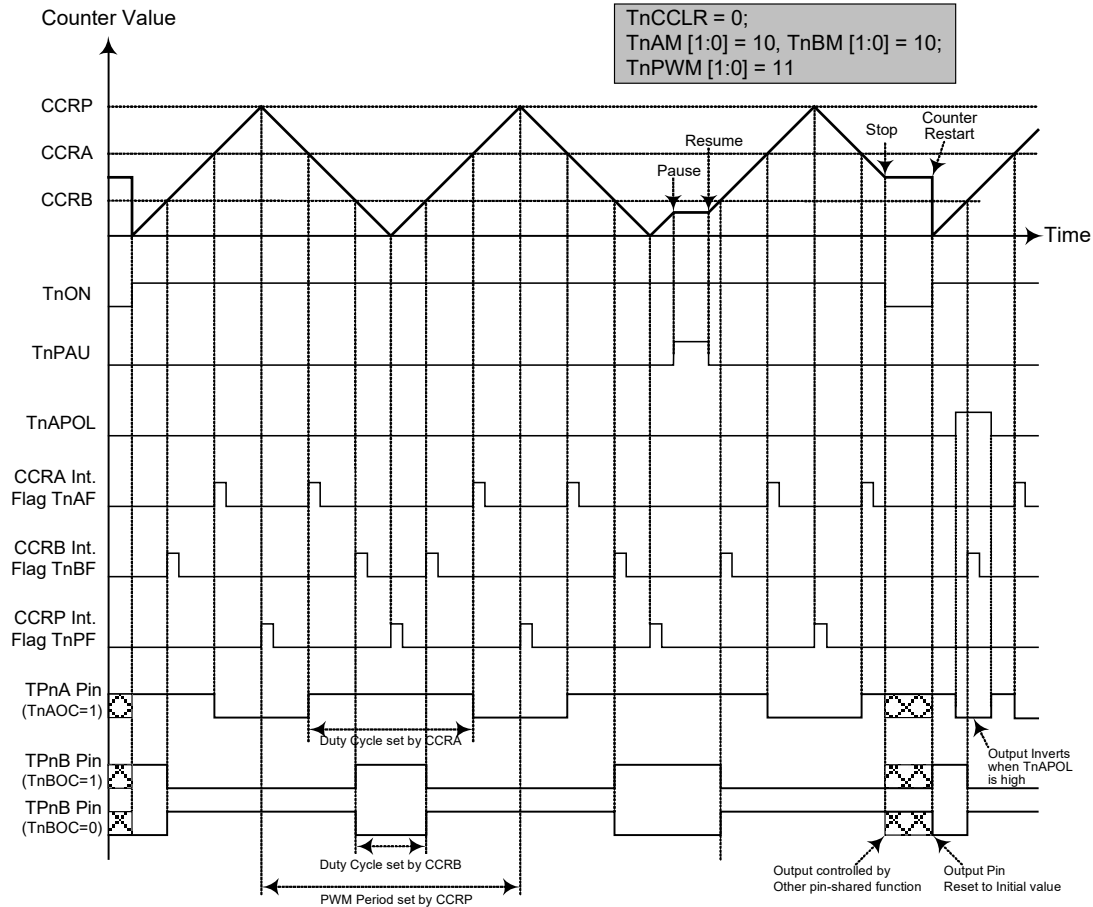 Counter Value
TnCCLR = 0;
TnAM [1:0] = 10, TnBM [1:0] = 10;
TnPWM [1:0] = 11
CCRP
CCRA
CCRB
Pause
Resume
Stop
Counter
Restart
Time
TnON
TnPAU
TnAPOL
CCRA Int.
Flag TnAF
CCRB Int.
Flag TnBF
CCRP Int.
Flag TnPF
TPnA Pin
(TnAOC=1)
Duty Cycle set by CCRA
Output Inverts
when TnAPOL
is high
TPnB Pin
(TnBOC=1)
TPnB Pin
(TnBOC=0)
Duty Cycle set by CCRB
PWM Period set by CCRP
Output controlled by
Other pin-shared function
Output Pin
Reset to Initial value